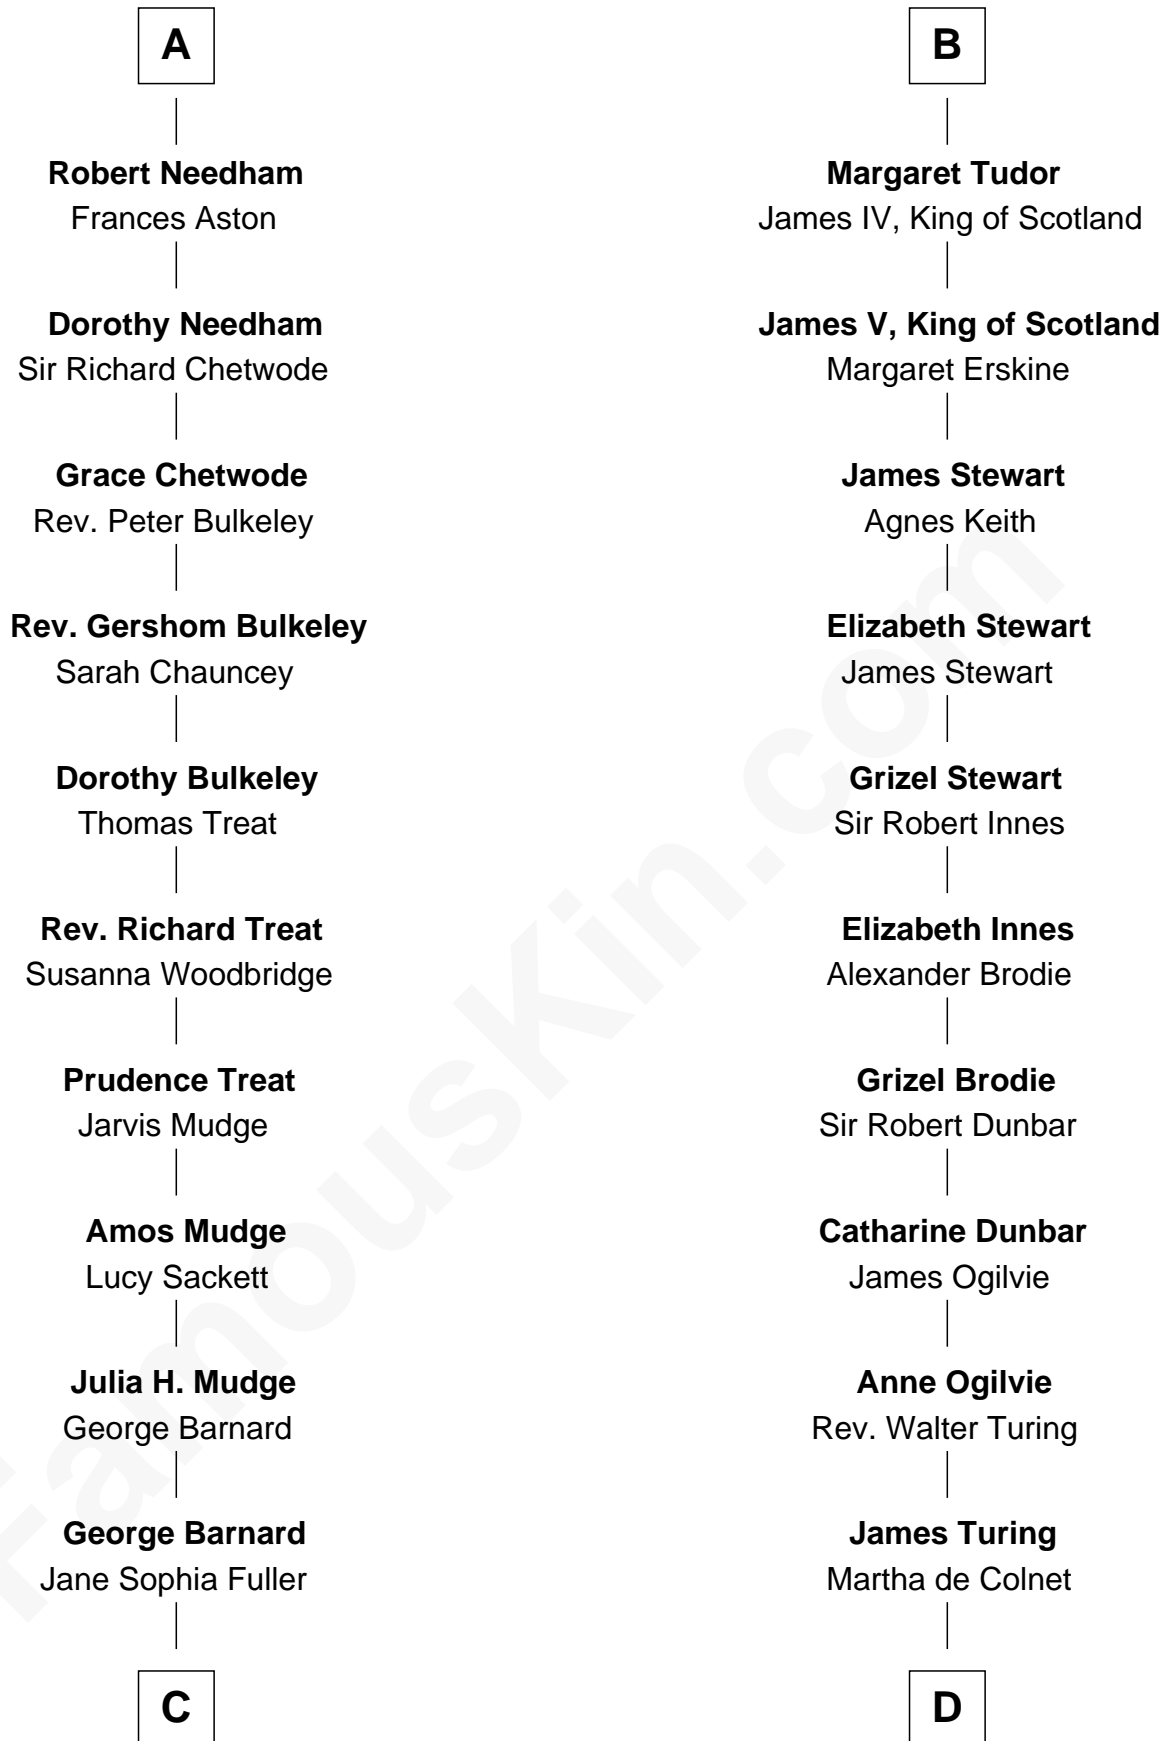 A
Robert Needham
Frances Aston
Dorothy Needham
Sir Richard Chetwode
Grace Chetwode
Rev. Peter Bulkeley
Rev. Gershom Bulkeley
Sarah Chauncey
Dorothy Bulkeley
Thomas Treat
Rev. Richard Treat
Susanna Woodbridge
Prudence Treat
Jarvis Mudge
Amos Mudge
Lucy Sackett
Julia H. Mudge
George Barnard
George Barnard
Jane Sophia Fuller
C
B
Margaret Tudor
James IV, King of Scotland
James V, King of Scotland
Margaret Erskine
James Stewart
Agnes Keith
Elizabeth Stewart
James Stewart
Grizel Stewart
Sir Robert Innes
Elizabeth Innes
Alexander Brodie
Grizel Brodie
Sir Robert Dunbar
Catharine Dunbar
James Ogilvie
Anne Ogilvie
Rev. Walter Turing
James Turing
Martha de Colnet
D
FamousKin.com